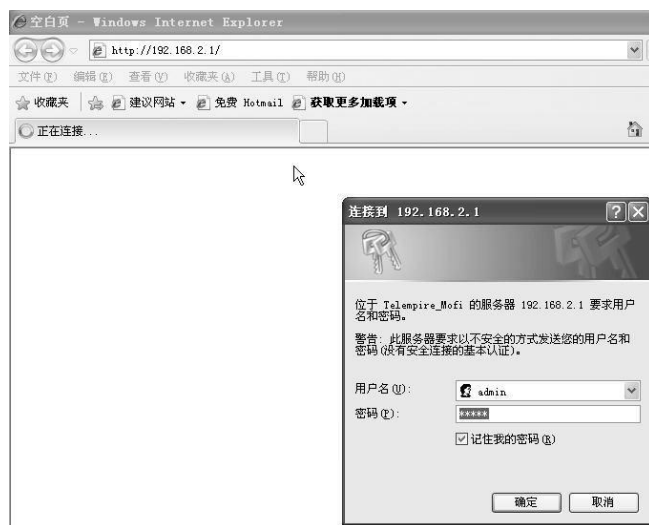 空白页 - Windows Internet Explorer
http://192.168.2.1/
文件(F) 编辑(E) 查看(V) 收藏夹(A) 工具(T) 帮助(H)
收藏夹 建议网站 免费 Hotmail 获取更多加载项
正在连接...
连接到 192.168.2.1
位于 Telempire_Mofi 的服务器 192.168.2.1 要求用户
名和密码。
警告: 此服务器要求以不安全的方式发送您的用户名和
密码(没有安全连接的基本认证)。
用户名(U): admin
密码(P): *****
记住我的密码(R)
确定 取消